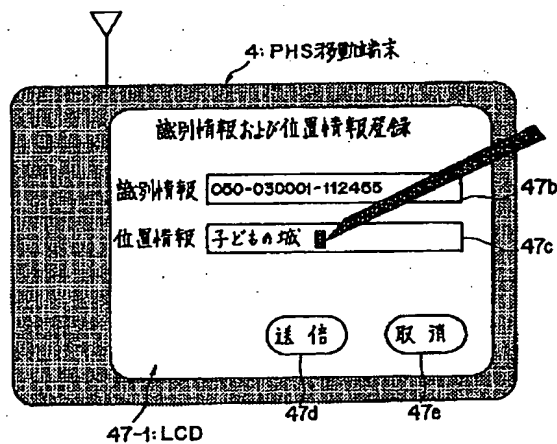 4: PHS移動端末
識別情報および位置情報登録
識別情報 050-030001-112455
47b
位置情報 子どもの城
47c
送信 取消
47d 47e
47-1: LCD